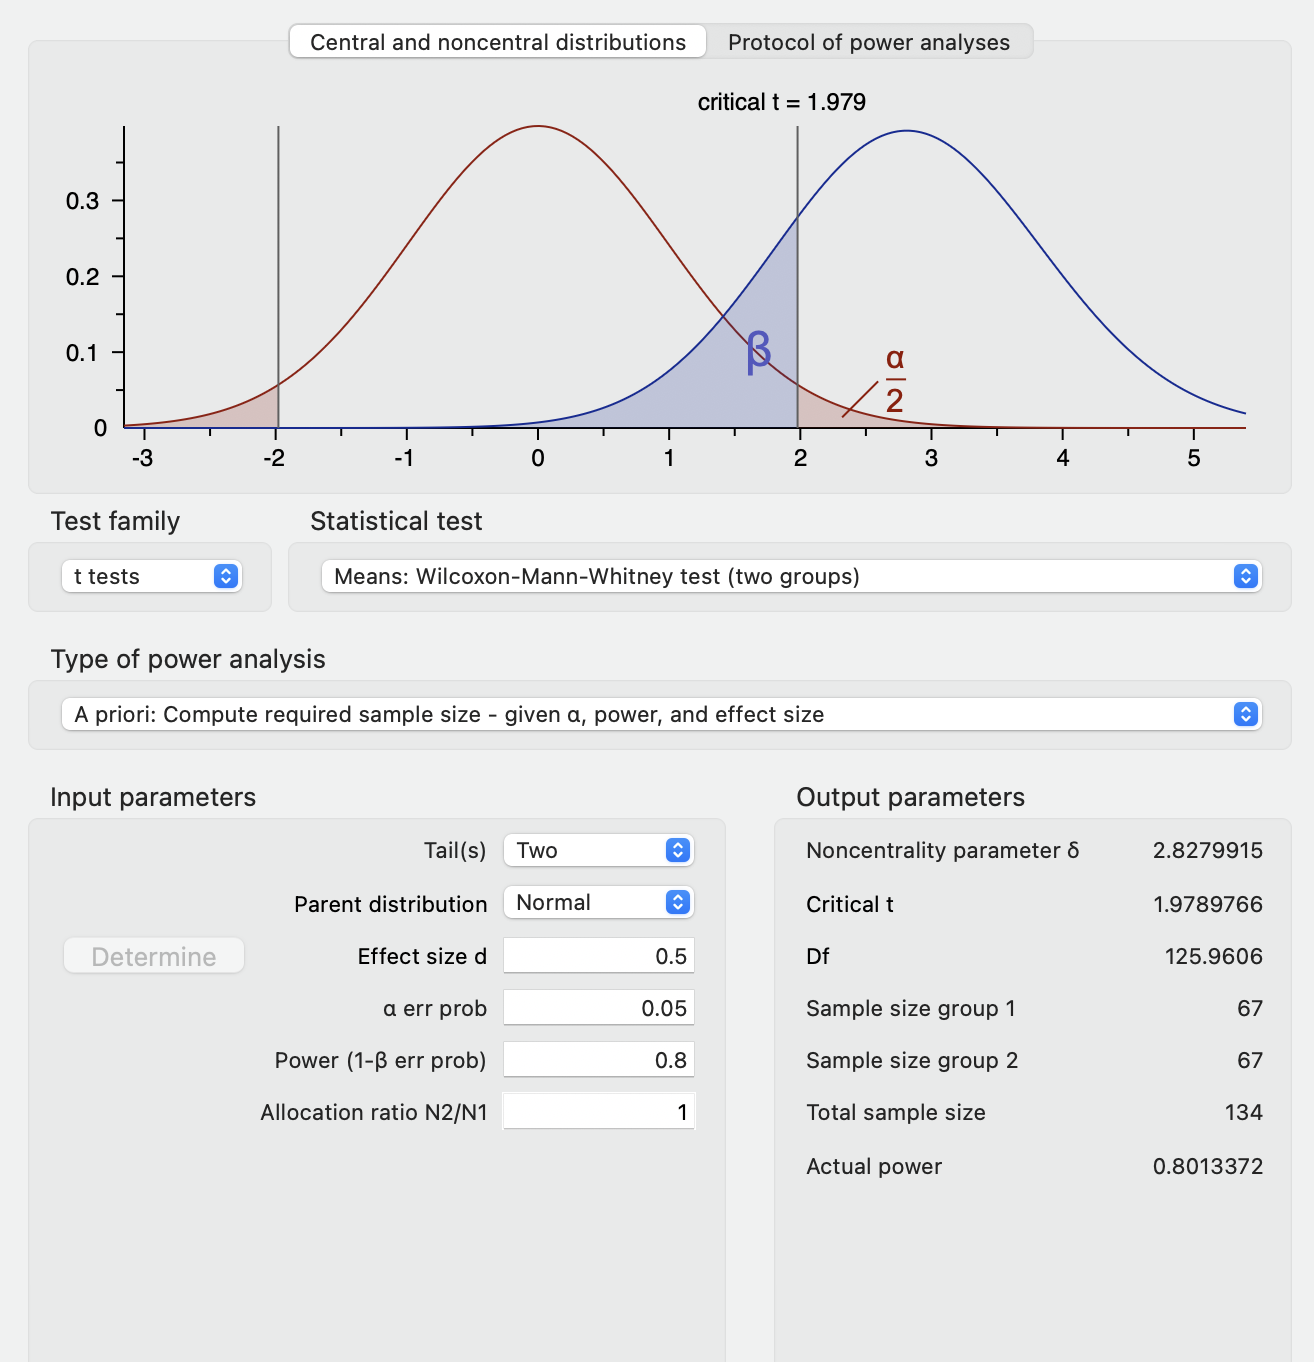 Central and noncentral distributions
Protocol of power analyses
critical t = 1.979
0.3
0.2
0.1
0
β
α
2
-3 -2 -1 0 1 2 3 4 5
Test family
Statistical test
t tests
Means: Wilcoxon-Mann-Whitney test (two groups)
Type of power analysis
A priori: Compute required sample size - given α, power, and effect size
Input parameters
Tail(s) Two
Parent distribution Normal
Determine
Effect size d 0.5
α err prob 0.05
Power (1-β err prob) 0.8
Allocation ratio N2/N1 1
Output parameters
Noncentrality parameter δ 2.8279915
Critical t 1.9789766
Df 125.9606
Sample size group 1 67
Sample size group 2 67
Total sample size 134
Actual power 0.8013372